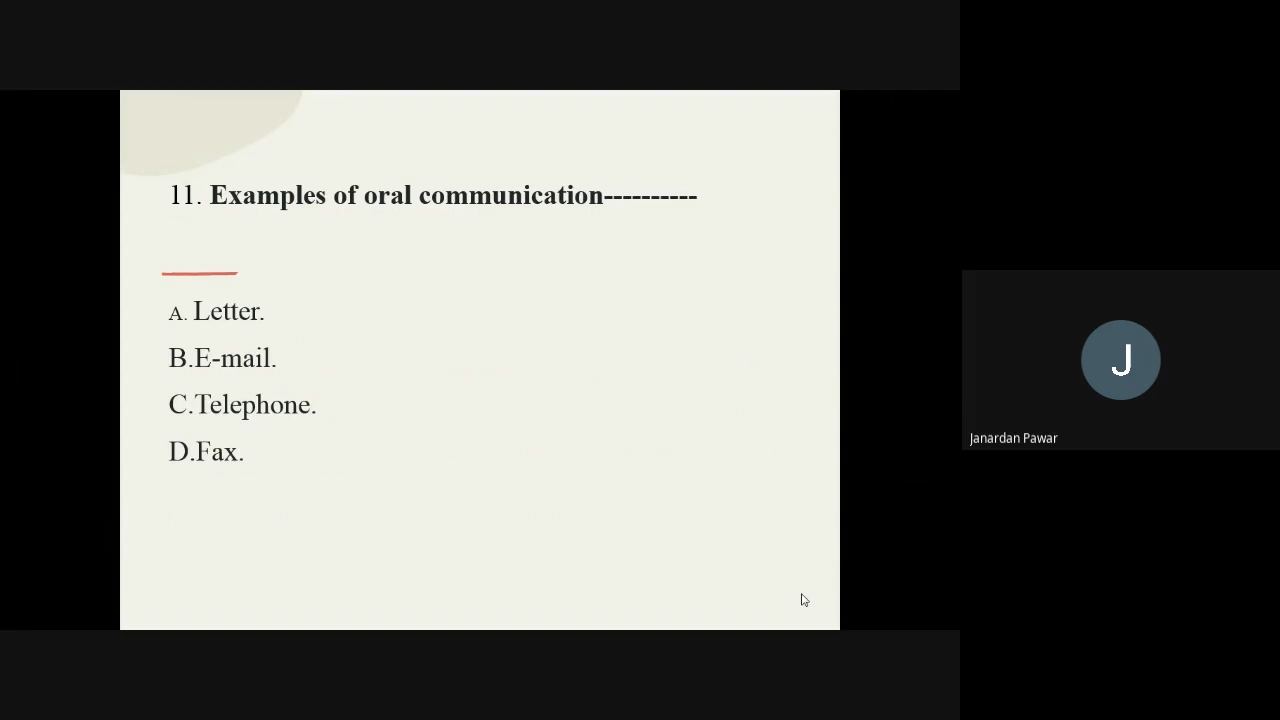 11. Examples of oral communication----------
A. Letter.
B.E-mail.
C.Telephone.
D.Fax.
J
Janardan Pawar